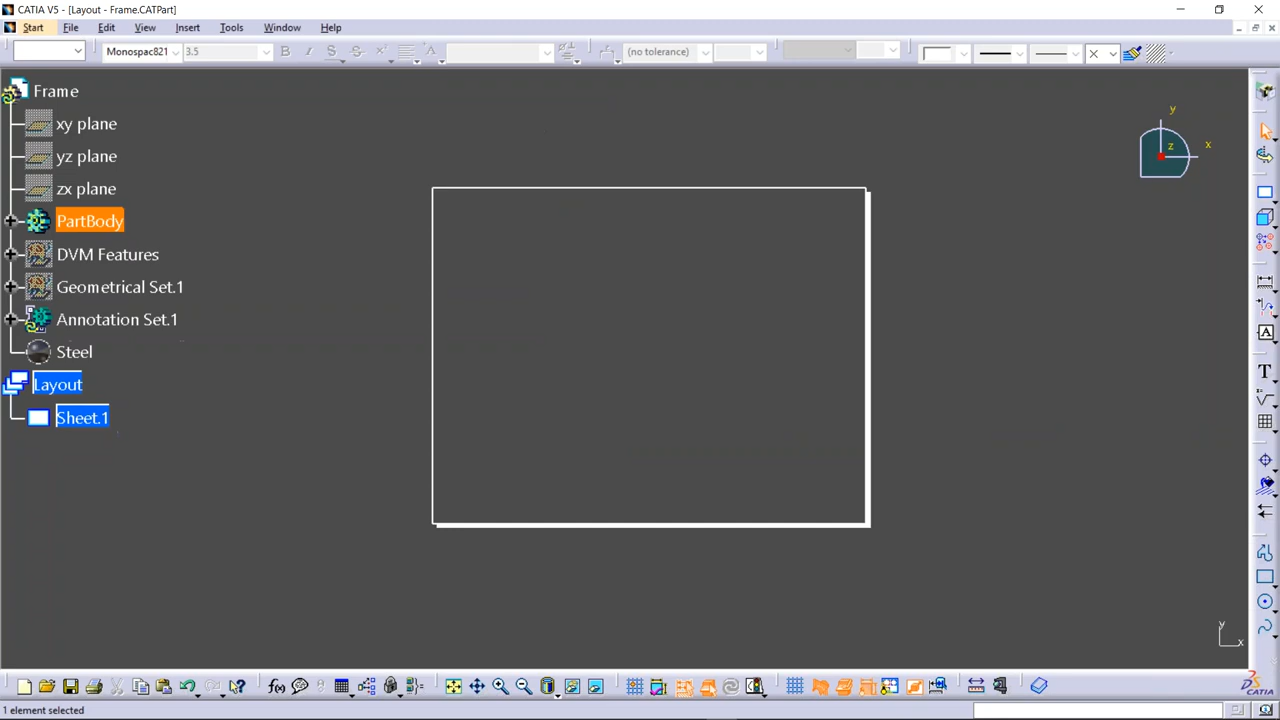 CATIA V5 - [Layout - Frame.CATPart]
Start File Edit View Insert Tools Window Help
Monospac821 3.5 B I S S (no tolerance)
Frame
xy plane
yz plane
zx plane
PartBody
DVM Features
Geometrical Set.1
Annotation Set.1
Steel
Layout
Sheet.1
y
x
z
A
T
y
x
f(x)
CATIA
1 element selected